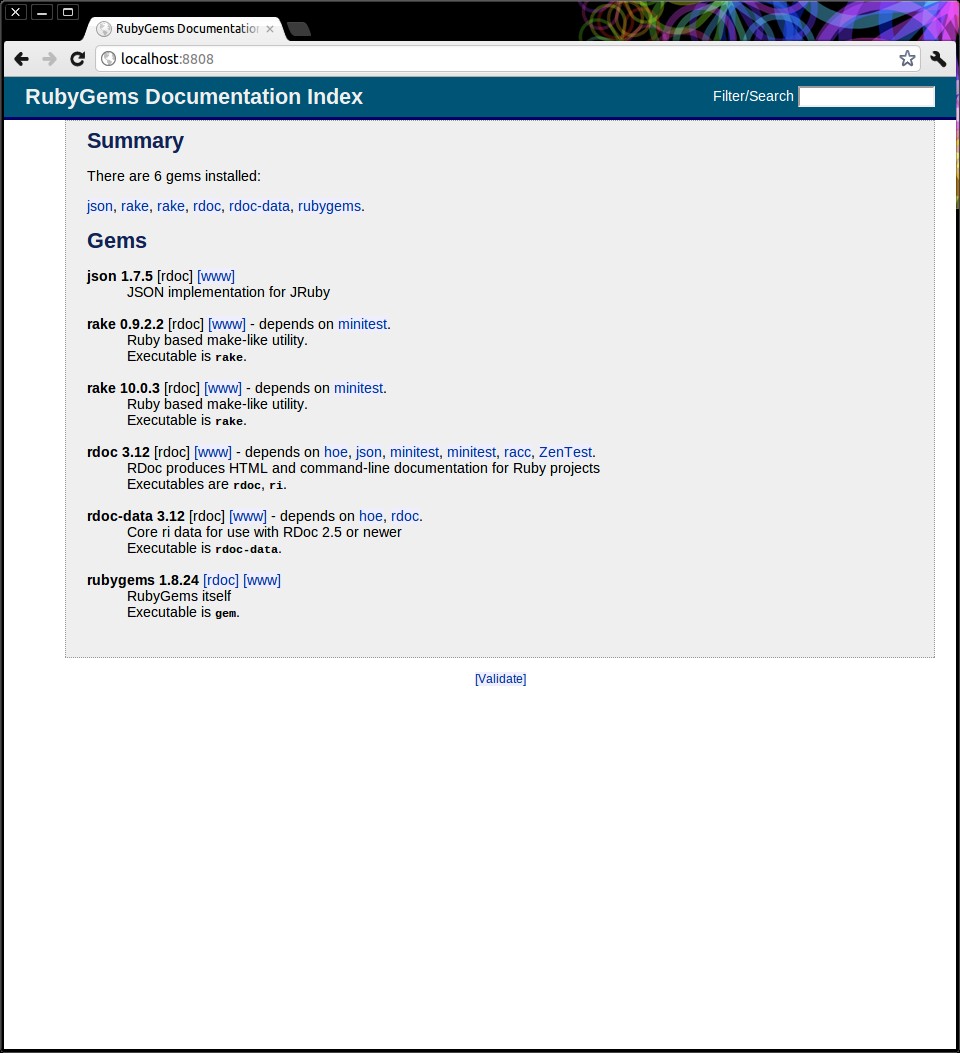 RubyGems Documentation
localhost:8808
RubyGems Documentation Index
Filter/Search
Summary
There are 6 gems installed:
json, rake, rake, rdoc, rdoc-data, rubygems.
Gems
json 1.7.5 [rdoc] [www]
JSON implementation for JRuby
rake 0.9.2.2 [rdoc] [www] - depends on minitest.
Ruby based make-like utility.
Executable is rake.
rake 10.0.3 [rdoc] [www] - depends on minitest.
Ruby based make-like utility.
Executable is rake.
rdoc 3.12 [rdoc] [www] - depends on hoe, json, minitest, minitest, racc, ZenTest.
RDoc produces HTML and command-line documentation for Ruby projects
Executables are rdoc, ri.
rdoc-data 3.12 [rdoc] [www] - depends on hoe, rdoc.
Core ri data for use with RDoc 2.5 or newer
Executable is rdoc-data.
rubygems 1.8.24 [rdoc] [www]
RubyGems itself
Executable is gem.
[Validate]